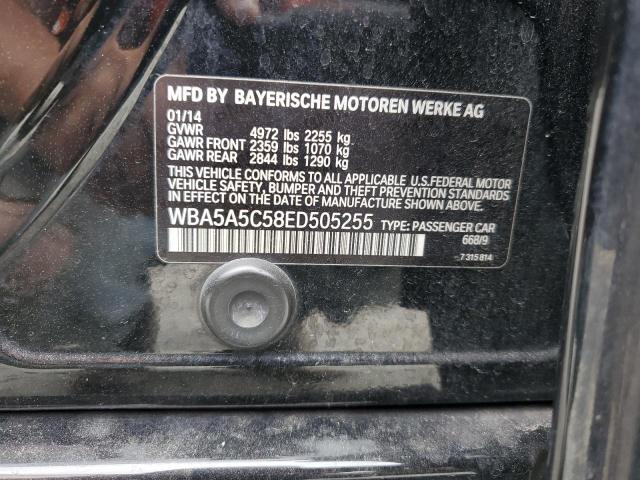 MFD BY BAYERISCHE MOTOREN WERKE AG
01/14
GVWR 4972 lbs 2255 kg
GAWR FRONT 2359 lbs 1070 kg
GAWR REAR 2844 lbs 1290 kg
THIS VEHICLE CONFORMS TO ALL APPLICABLE U.S.FEDERAL MOTOR
VEHICLE SAFETY, BUMPER AND THEFT PREVENTION STANDARDS
IN EFFECT ON THE DATE OF MANUFACTURE SHOWN ABOVE.
WBA5A5C58ED505255 TYPE: PASSENGER CAR
668/9
7 315 814